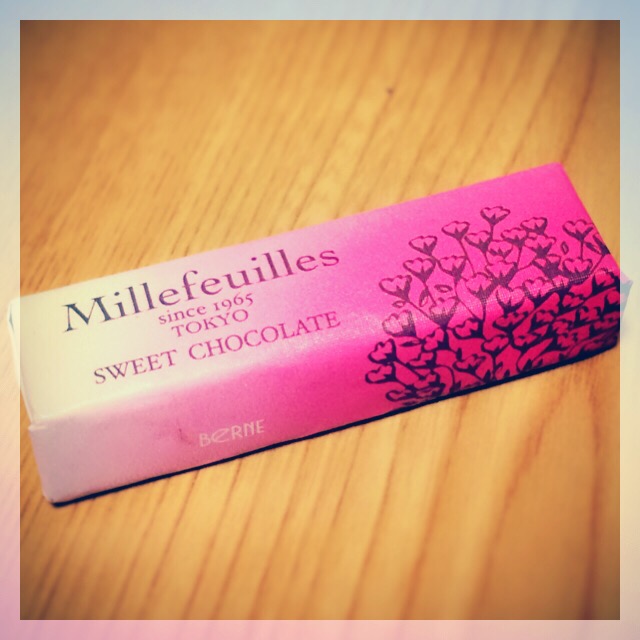 Millefeuilles
since 1965
TOKYO
SWEET CHOCOLATE
BERNE